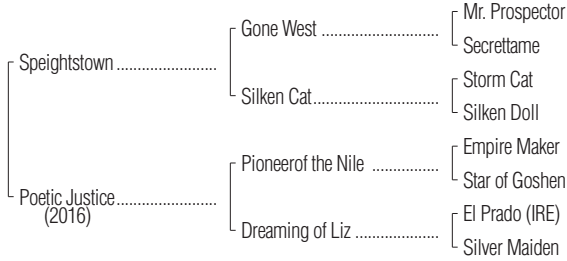 Mr. Prospector
Gone West ..............................
Secrettame
Speightstown .........................
Storm Cat
Silken Cat................................
Silken Doll
Empire Maker
Pioneerof the Nile .................
Star of Goshen
Poetic Justice.........................
(2016)
El Prado (IRE)
Dreaming of Liz .....................
Silver Maiden